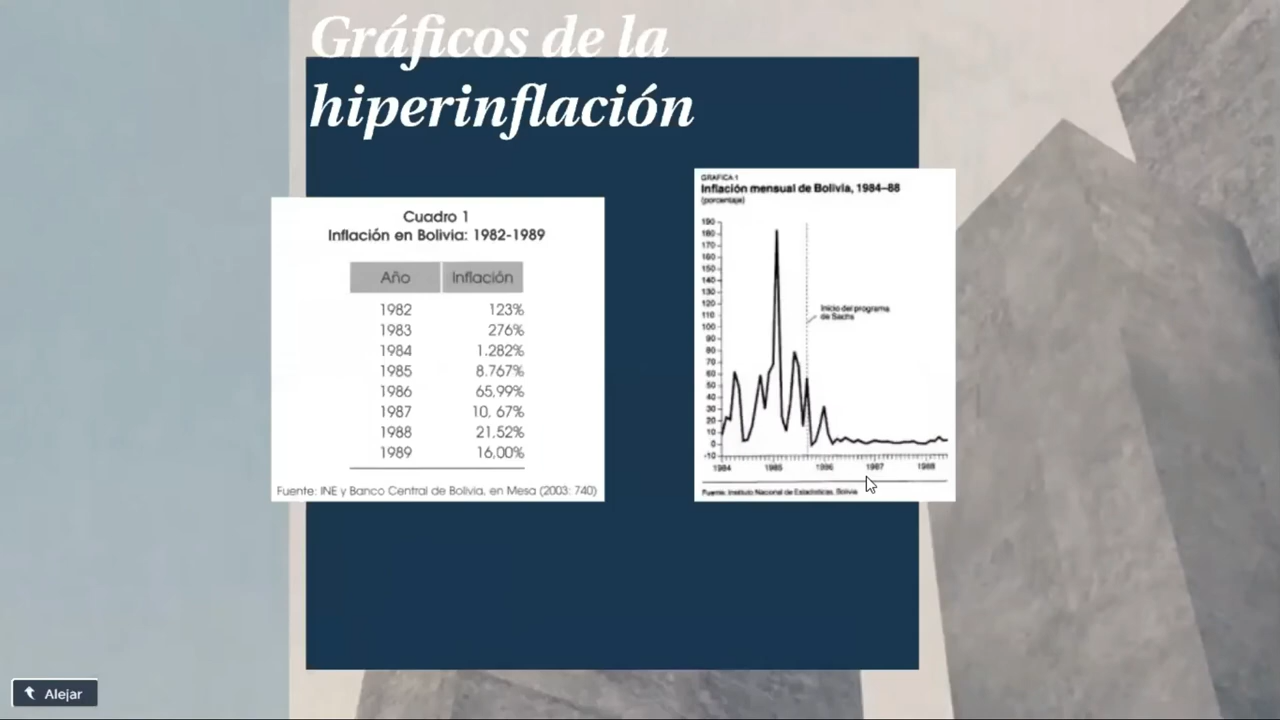 Gráficos de la
hiperinflación
Cuadro 1
Inflación en Bolivia: 1982-1989
Año Inflación
1982 123%
1983 276%
1984 1.282%
1985 8.767%
1986 65,99%
1987 10, 67%
1988 21,52%
1989 16,00%
Fuente: INE y Banco Central de Bolivia, en Mesa (2003: 740)
GRAFICA 1
Inflación mensual de Bolivia, 1984–88
(porcentaje)
190
180
170
160
150
140
130
120
110
100
90
80
70
60
50
40
30
20
10
0
-10
Inicio del programa
de Sachs
1984 1985 1986 1987 1988
Fuente: Instituto Nacional de Estadísticas, Bolivia
Alejar